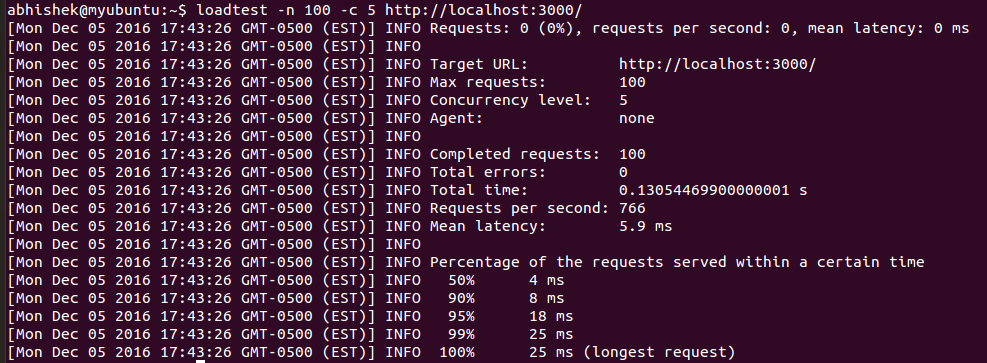 abhishek@myubuntu:~$ loadtest -n 100 -c 5 http://localhost:3000/
[Mon Dec 05 2016 17:43:26 GMT-0500 (EST)] INFO Requests: 0 (0%), requests per second: 0, mean latency: 0 ms
[Mon Dec 05 2016 17:43:26 GMT-0500 (EST)] INFO
[Mon Dec 05 2016 17:43:26 GMT-0500 (EST)] INFO Target URL:          http://localhost:3000/
[Mon Dec 05 2016 17:43:26 GMT-0500 (EST)] INFO Max requests:        100
[Mon Dec 05 2016 17:43:26 GMT-0500 (EST)] INFO Concurrency level:   5
[Mon Dec 05 2016 17:43:26 GMT-0500 (EST)] INFO Agent:               none
[Mon Dec 05 2016 17:43:26 GMT-0500 (EST)] INFO
[Mon Dec 05 2016 17:43:26 GMT-0500 (EST)] INFO Completed requests:  100
[Mon Dec 05 2016 17:43:26 GMT-0500 (EST)] INFO Total errors:        0
[Mon Dec 05 2016 17:43:26 GMT-0500 (EST)] INFO Total time:          0.13054469900000001 s
[Mon Dec 05 2016 17:43:26 GMT-0500 (EST)] INFO Requests per second: 766
[Mon Dec 05 2016 17:43:26 GMT-0500 (EST)] INFO Mean latency:        5.9 ms
[Mon Dec 05 2016 17:43:26 GMT-0500 (EST)] INFO
[Mon Dec 05 2016 17:43:26 GMT-0500 (EST)] INFO Percentage of the requests served within a certain time
[Mon Dec 05 2016 17:43:26 GMT-0500 (EST)] INFO   50%      4 ms
[Mon Dec 05 2016 17:43:26 GMT-0500 (EST)] INFO   90%      8 ms
[Mon Dec 05 2016 17:43:26 GMT-0500 (EST)] INFO   95%      18 ms
[Mon Dec 05 2016 17:43:26 GMT-0500 (EST)] INFO   99%      25 ms
[Mon Dec 05 2016 17:43:26 GMT-0500 (EST)] INFO  100%      25 ms (longest request)